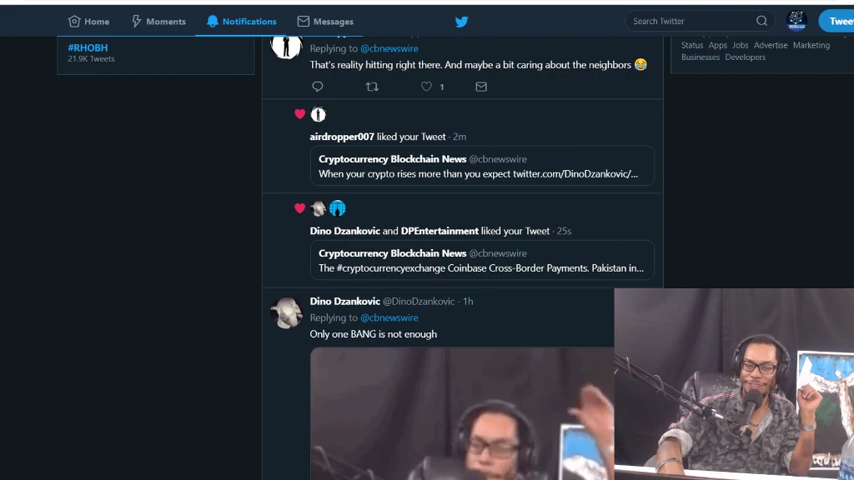 Home
Moments
Notifications
Messages
Search Twitter
Tweet
#RHOBH
21.9K Tweets
Replying to @cbnewswire
That's reality hitting right there. And maybe a bit caring about the neighbors 😂
1
airdropper007 liked your Tweet · 2m
Cryptocurrency Blockchain News @cbnewswire
When your crypto rises more than you expect twitter.com/DinoDzankovic/...
Dino Dzankovic and DPEntertainment liked your Tweet · 25s
Cryptocurrency Blockchain News @cbnewswire
The #cryptocurrencyexchange Coinbase Cross-Border Payments. Pakistan in...
Dino Dzankovic @DinoDzankovic · 1h
Replying to @cbnewswire
Only one BANG is not enough
Status Apps Jobs Advertise Marketing
Businesses Developers